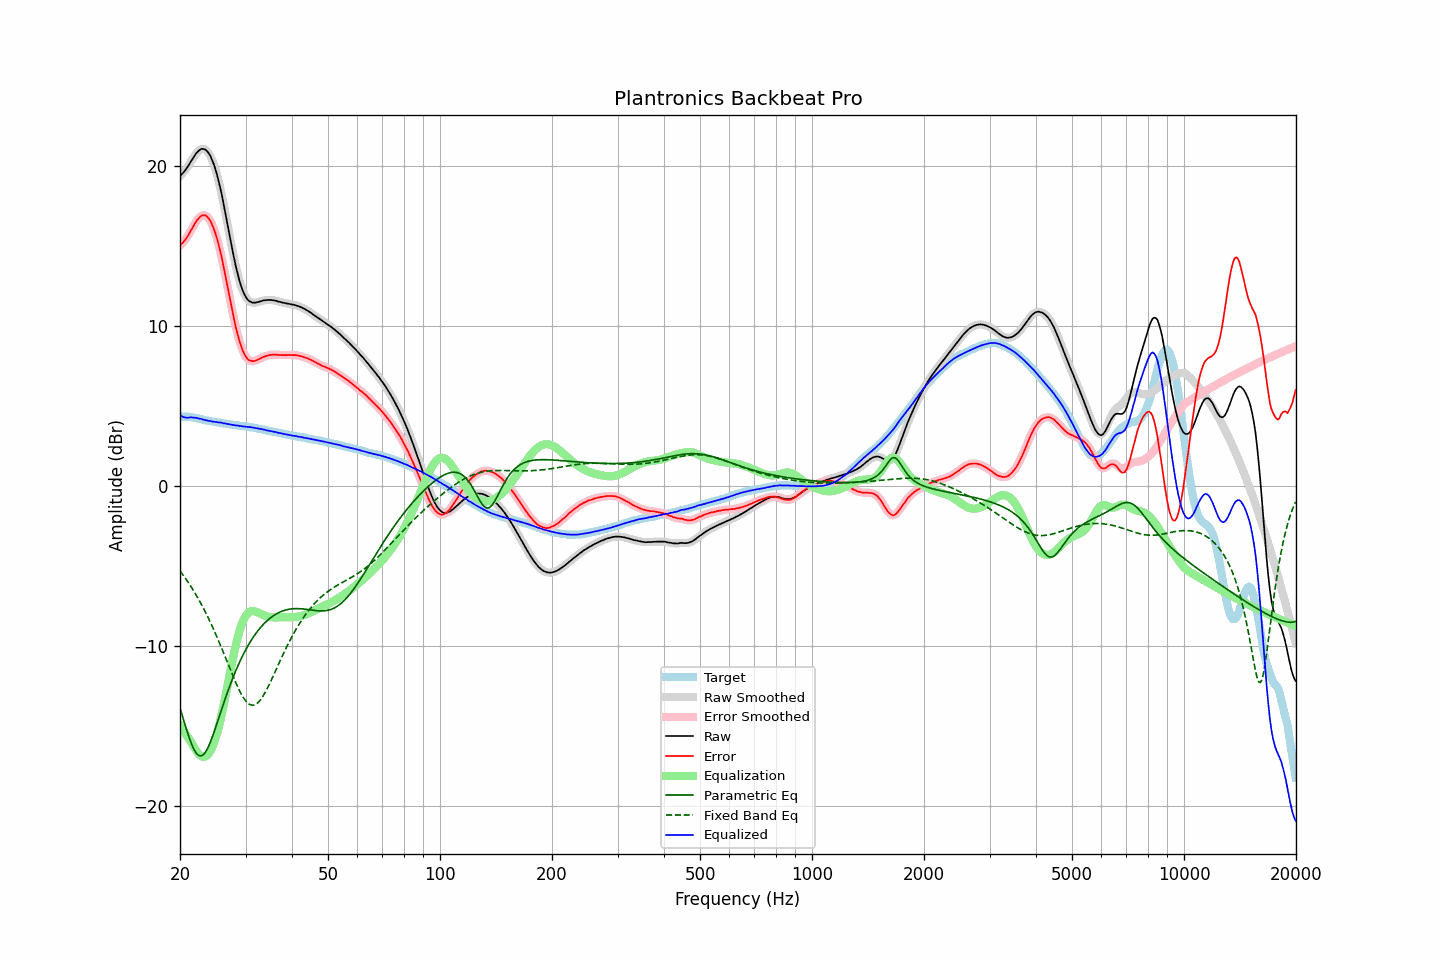 Plantronics Backbeat Pro
Amplitude (dBr)
20
10
0
−10
−20
Target
Raw Smoothed
Error Smoothed
Raw
Error
Equalization
Parametric Eq
Fixed Band Eq
Equalized
20 50 100 200 500 1000 2000 5000 10000 20000
Frequency (Hz)